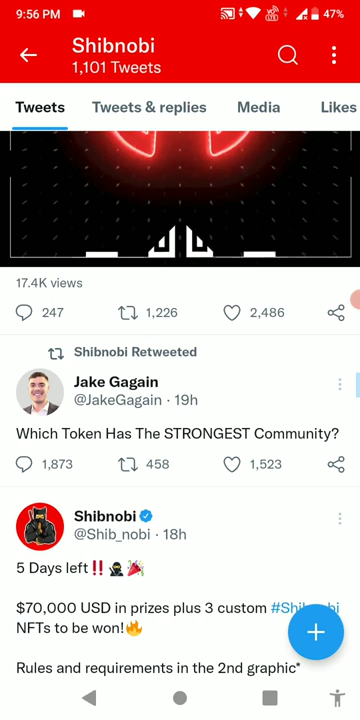 9:56 PM
47%
Shibnobi
1,101 Tweets
Tweets
Tweets & replies
Media
Likes
17.4K views
247
1,226
2,486
Shibnobi Retweeted
Jake Gagain
@JakeGagain · 19h
Which Token Has The STRONGEST Community?
1,873
458
1,523
Shibnobi
@Shib_nobi · 18h
5 Days left‼️🥷🎉
$70,000 USD in prizes plus 3 custom #Shibnobi
NFTs to be won!🔥
Rules and requirements in the 2nd graphic*